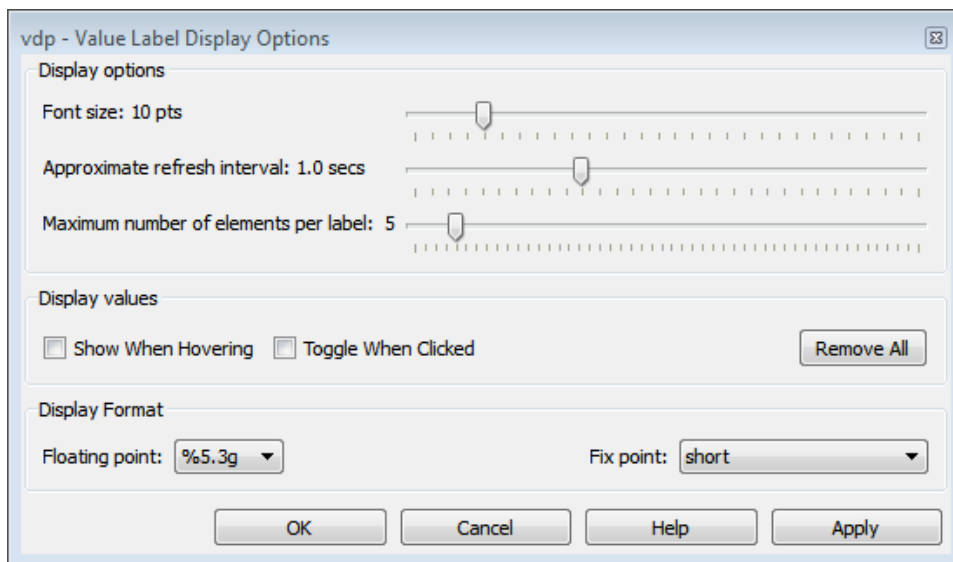 vdp - Value Label Display Options
Display options
Font size: 10 pts
Approximate refresh interval: 1.0 secs
Maximum number of elements per label: 5
Display values
Show When Hovering Toggle When Clicked Remove All
Display Format
Floating point: %5.3g Fix point: short
OK Cancel Help Apply